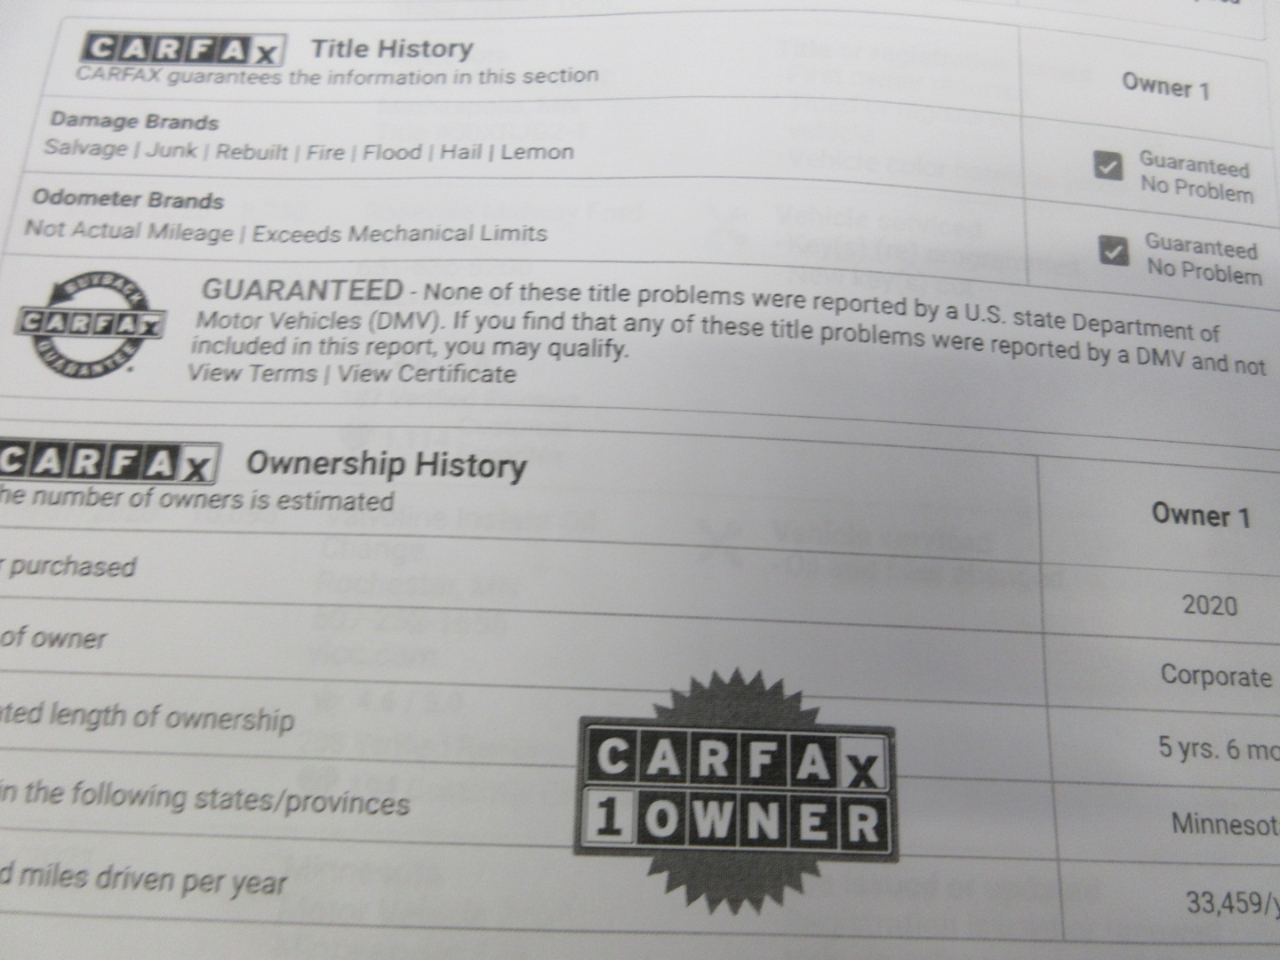 CARFAX Title History
CARFAX guarantees the information in this section
Owner 1
Damage Brands
Salvage | Junk | Rebuilt | Fire | Flood | Hail | Lemon
Guaranteed
No Problem
Odometer Brands
Not Actual Mileage | Exceeds Mechanical Limits
Guaranteed
No Problem
BUYBACK
CARFAX
GUARANTEE
GUARANTEED - None of these title problems were reported by a U.S. state Department of
Motor Vehicles (DMV). If you find that any of these title problems were reported by a DMV and not
included in this report, you may qualify.
View Terms | View Certificate
CARFAX Ownership History
he number of owners is estimated
Owner 1
r purchased
2020
of owner
Corporate
ated length of ownership
5 yrs. 6 mo
in the following states/provinces
Minnesot
d miles driven per year
33,459/y
CARFAX
1 OWNER